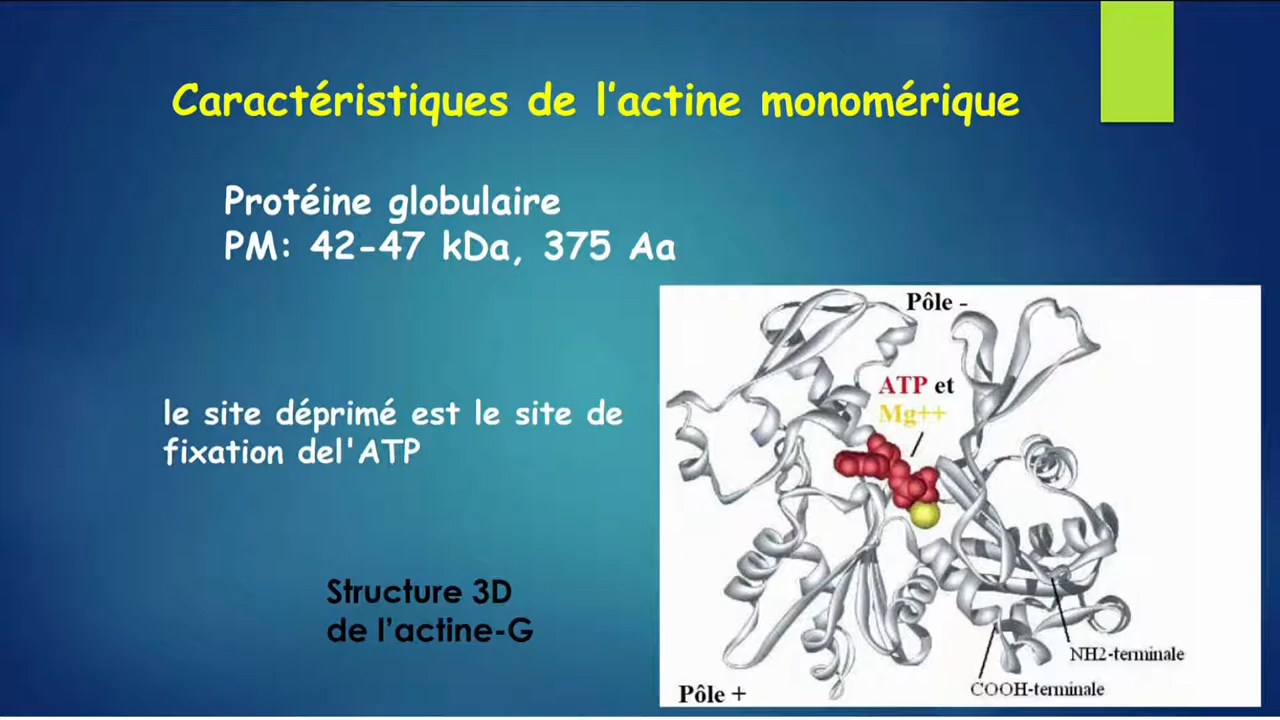 Caractéristiques de l'actine monomérique
Protéine globulaire
PM: 42-47 kDa, 375 Aa
le site déprimé est le site de
fixation del'ATP
Structure 3D
de l'actine-G
Pôle -
ATP et
Mg++
NH2-terminale
COOH-terminale
Pôle +